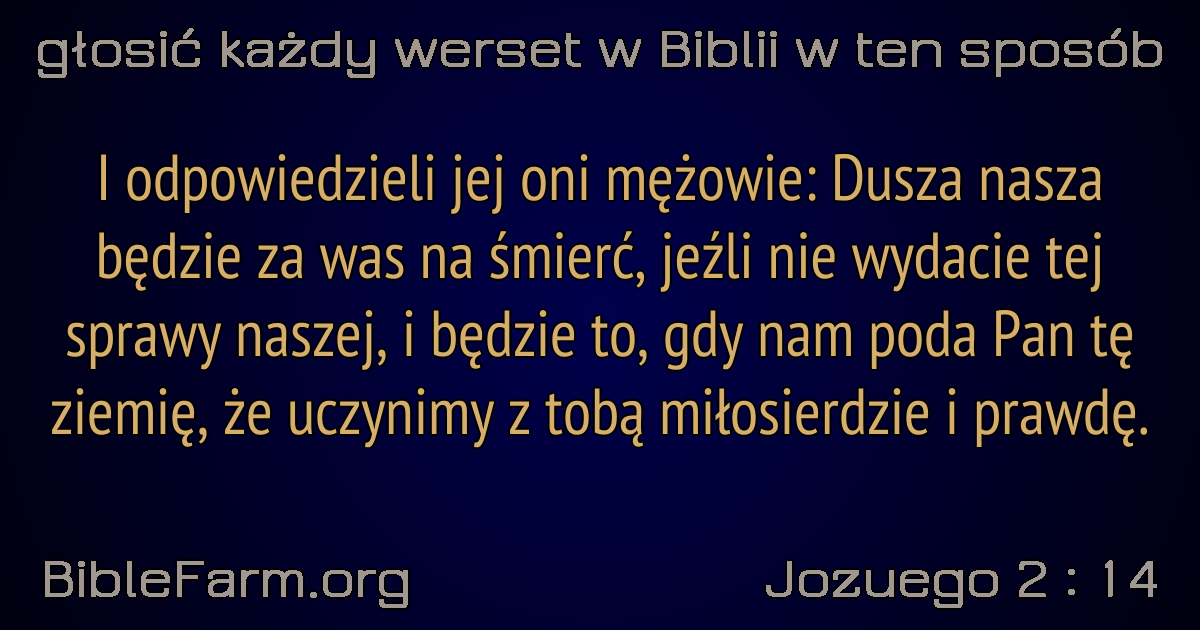 głosić każdy werset w Biblii w ten sposób
I odpowiedzieli jej oni mężowie: Dusza nasza
będzie za was na śmierć, jeźli nie wydacie tej
sprawy naszej, i będzie to, gdy nam poda Pan tę
ziemię, że uczynimy z tobą miłosierdzie i prawdę.
BibleFarm.org
Jozuego 2 : 14